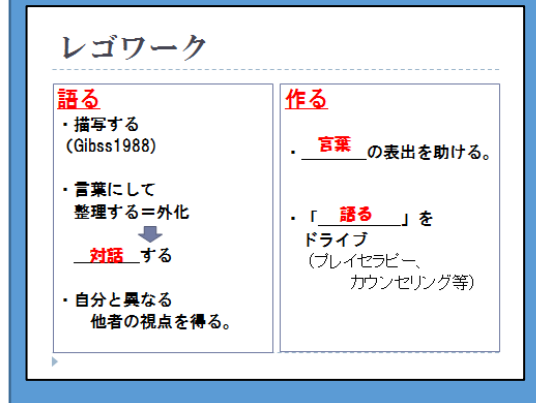 レゴワーク
語る
・描写する
(Gibss1988)
・言葉にして
整理する＝外化
対話する
・自分と異なる
他者の視点を得る。
作る
・言葉の表出を助ける。
・「語る」を
ドライブ
(プレイセラピー、
カウンセリング等)